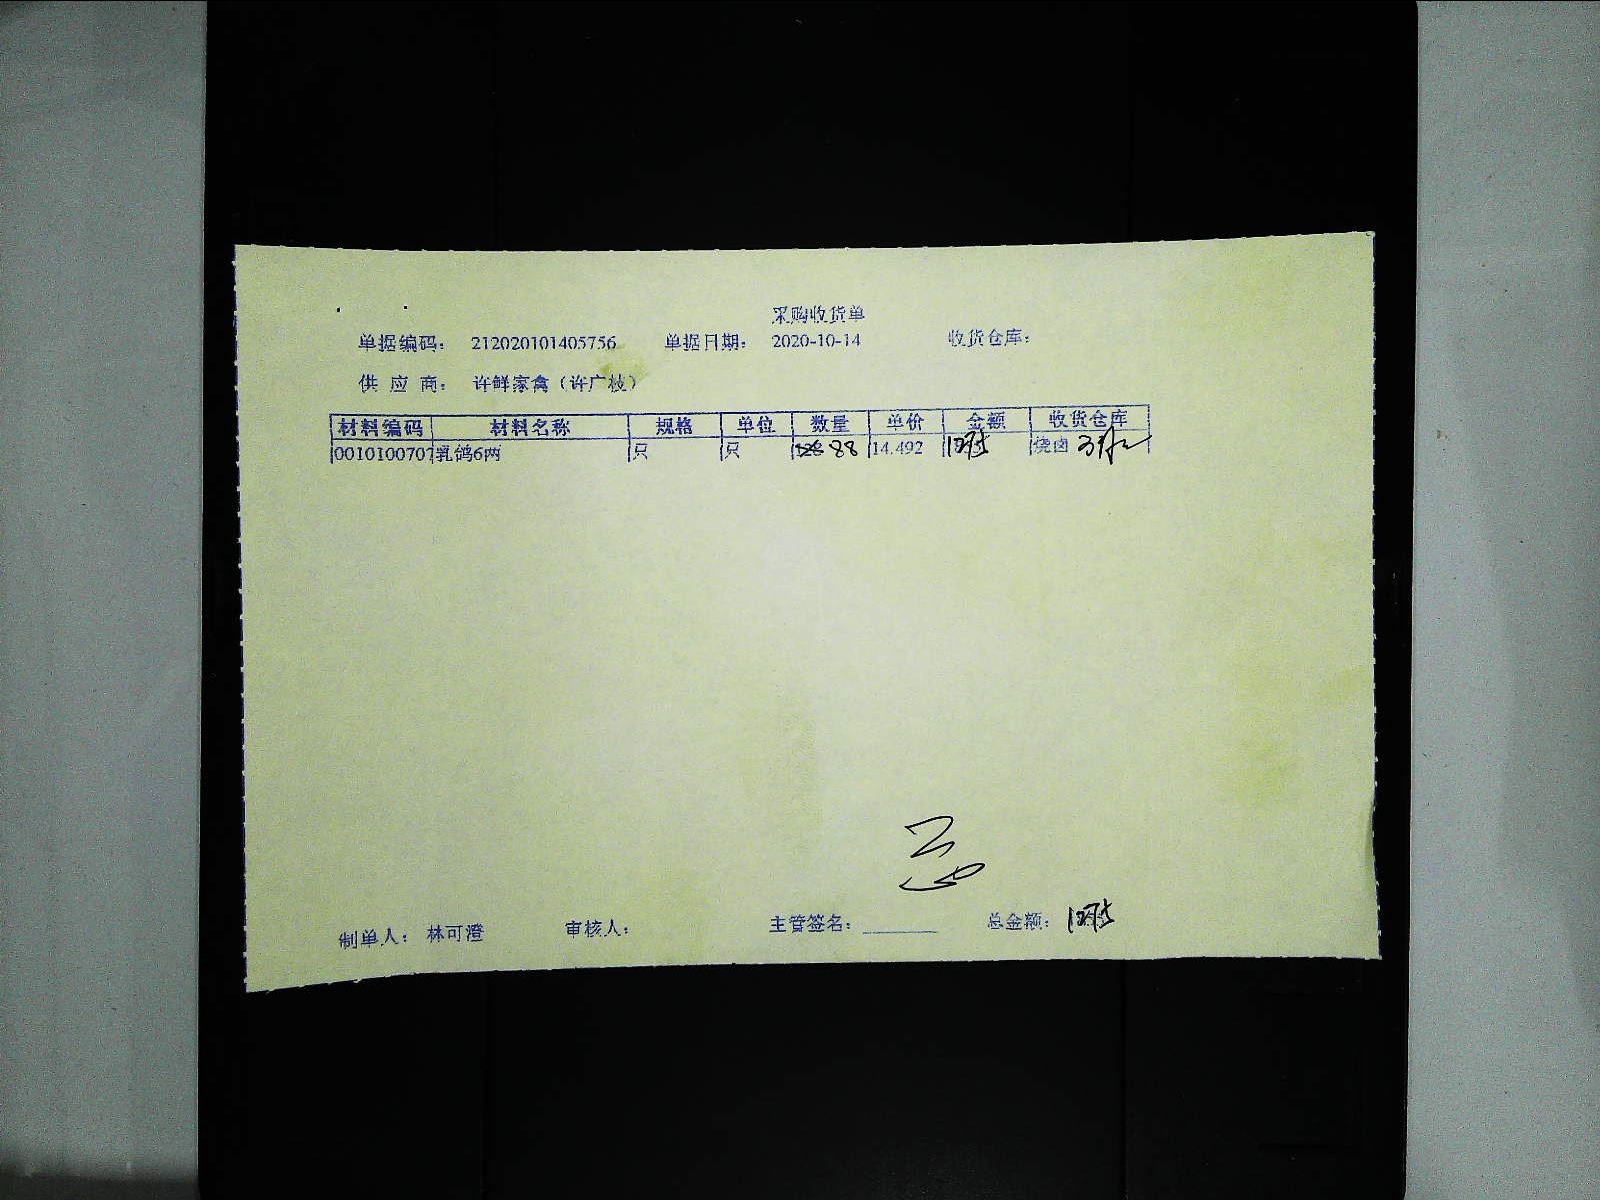 采购收货单
单据编码: 212020101405756 单据日期: 2020-10-14 收货仓库:
供 应 商: 许鲜家禽(许广枝)
材料编码 材料名称 规格 单位 数量 单价 金额 收货仓库
0010100707 乳鸽6两 只 只 88 14.492 1275 烧卤
制单人: 林可澄 审核人: 主管签名: 总金额: 1275